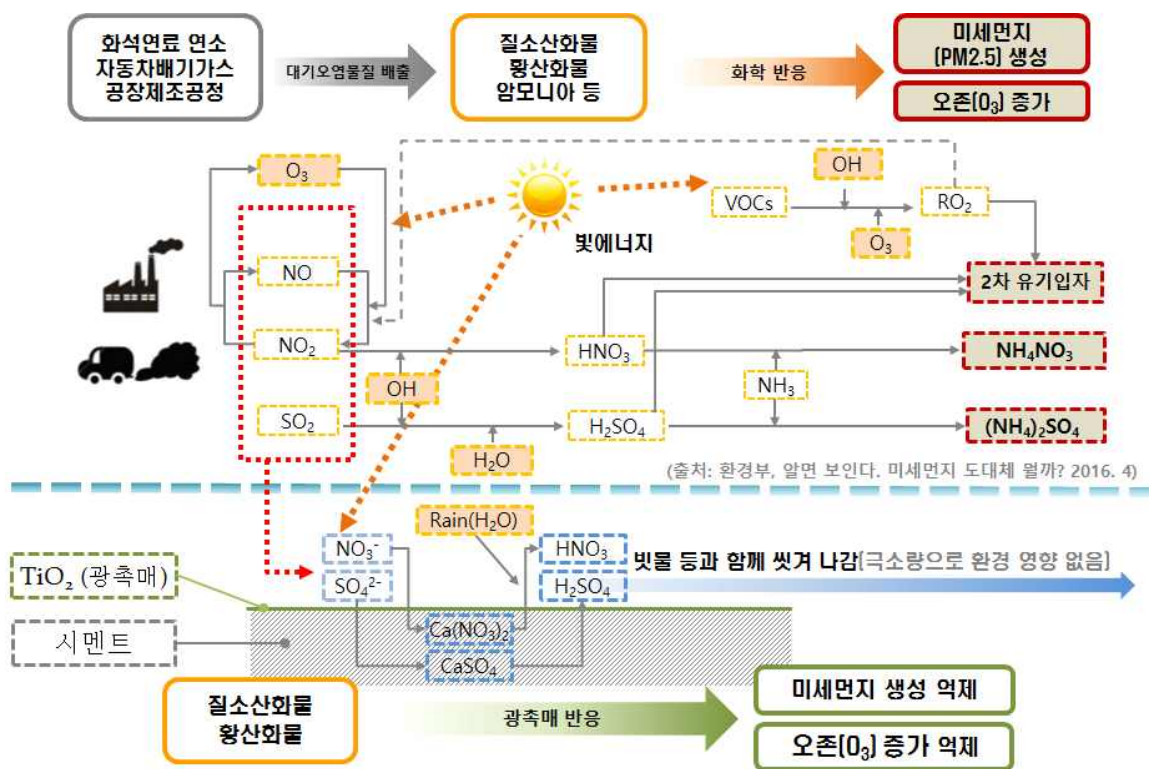 화석연료 연소
자동차배기가스
공장제조공정
대기오염물질 배출
질소산화물
황산화물
암모니아 등
화학 반응
미세먼지
(PM2.5) 생성
오존(O₃) 증가
O₃
빛에너지
VOCs
OH
O₃
RO₂
NO
2차 유기입자
NO₂
OH
HNO₃
NH₃
NH₄NO₃
SO₂
H₂O
H₂SO₄
(NH₄)₂SO₄
(출처: 환경부, 알면 보인다. 미세먼지 도대체 뭘까? 2016. 4)
Rain(H₂O)
NO₃⁻
SO₄²⁻
HNO₃
H₂SO₄
빗물 등과 함께 씻겨 나감(극소량으로 환경 영향 없음)
TiO₂ (광촉매)
시멘트
Ca(NO₃)₂
CaSO₄
질소산화물
황산화물
광촉매 반응
미세먼지 생성 억제
오존(O₃) 증가 억제